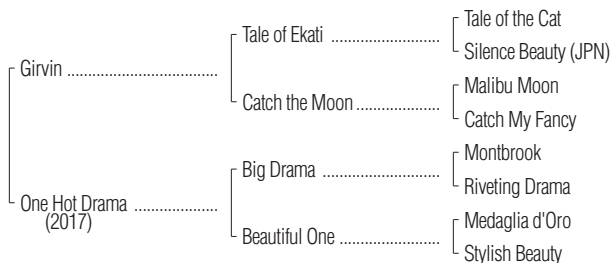 Girvin
One Hot Drama
(2017)
Tale of Ekati
Catch the Moon
Big Drama
Beautiful One
Tale of the Cat
Silence Beauty (JPN)
Malibu Moon
Catch My Fancy
Montbrook
Riveting Drama
Medaglia d'Oro
Stylish Beauty